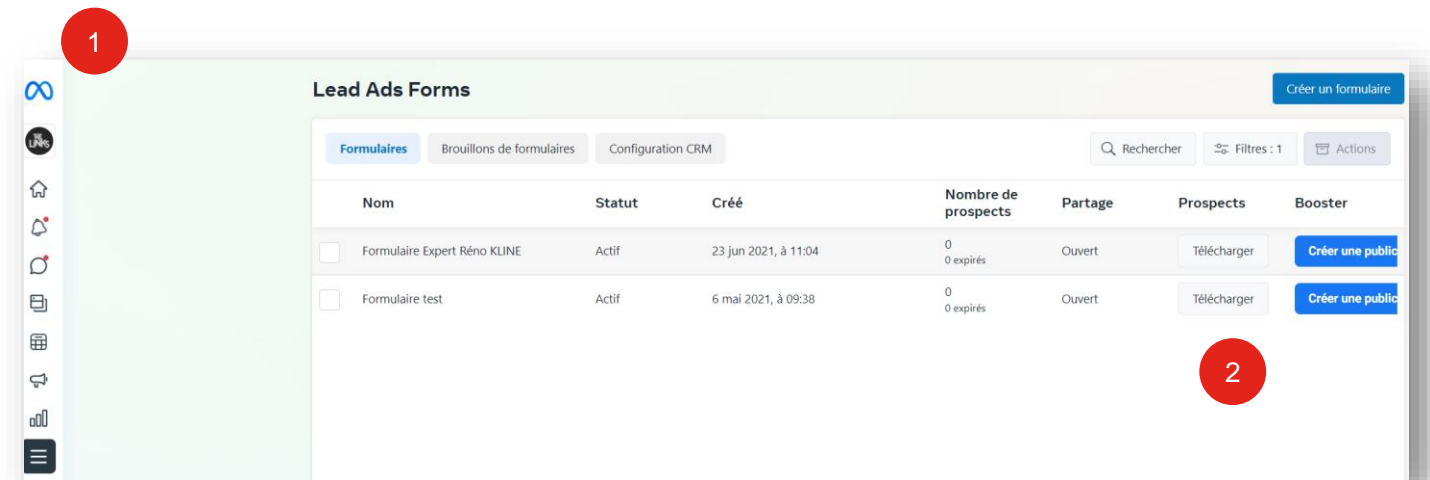 1
THE
LINKS
Lead Ads Forms
Créer un formulaire
Formulaires Brouillons de formulaires Configuration CRM Rechercher Filtres : 1 Actions
Nom Statut Créé Nombre de prospects Partage Prospects Booster
Formulaire Expert Réno KLINE Actif 23 jun 2021, à 11:04 0 Ouvert Télécharger Créer une public
0 expirés
Formulaire test Actif 6 mai 2021, à 09:38 0 Ouvert Télécharger Créer une public
0 expirés
2